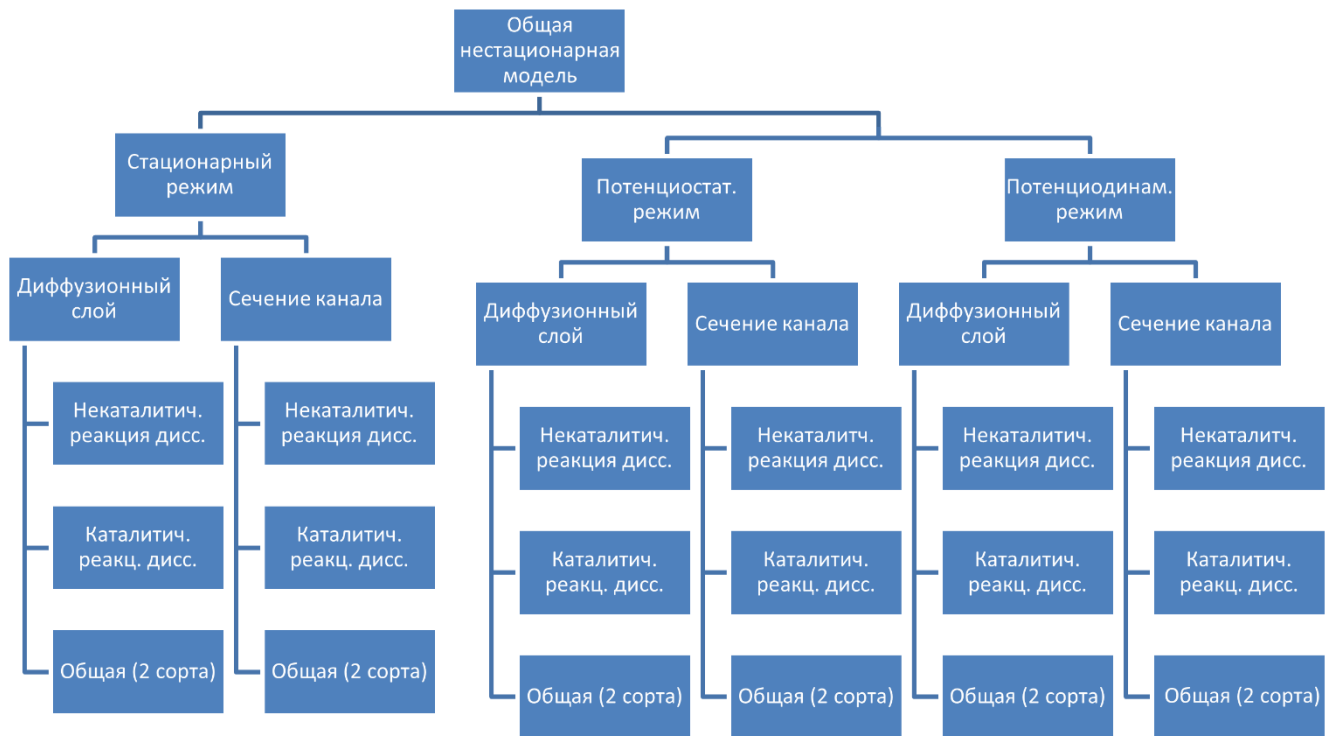 Общая
нестационарная
модель
Стационарный
режим
Потенциостат.
режим
Потенциодинам.
режим
Диффузионный
слой
Сечение канала
Диффузионный
слой
Сечение канала
Диффузионный
слой
Сечение канала
Некаталитич.
реакция дисс.
Некаталитич.
реакция дисс.
Некаталитич.
реакция дисс.
Некаталитч.
реакция дисс.
Некаталитич.
реакция дисс.
Некаталитч.
реакция дисс.
Каталитич.
реакц. дисс.
Каталитич.
реакц. дисс.
Каталитич.
реакц. дисс.
Каталитич.
реакц. дисс.
Каталитич.
реакц. дисс.
Каталитич.
реакц. дисс.
Общая (2 сорта)
Общая (2 сорта)
Общая (2 сорта)
Общая (2 сорта)
Общая (2 сорта)
Общая (2 сорта)